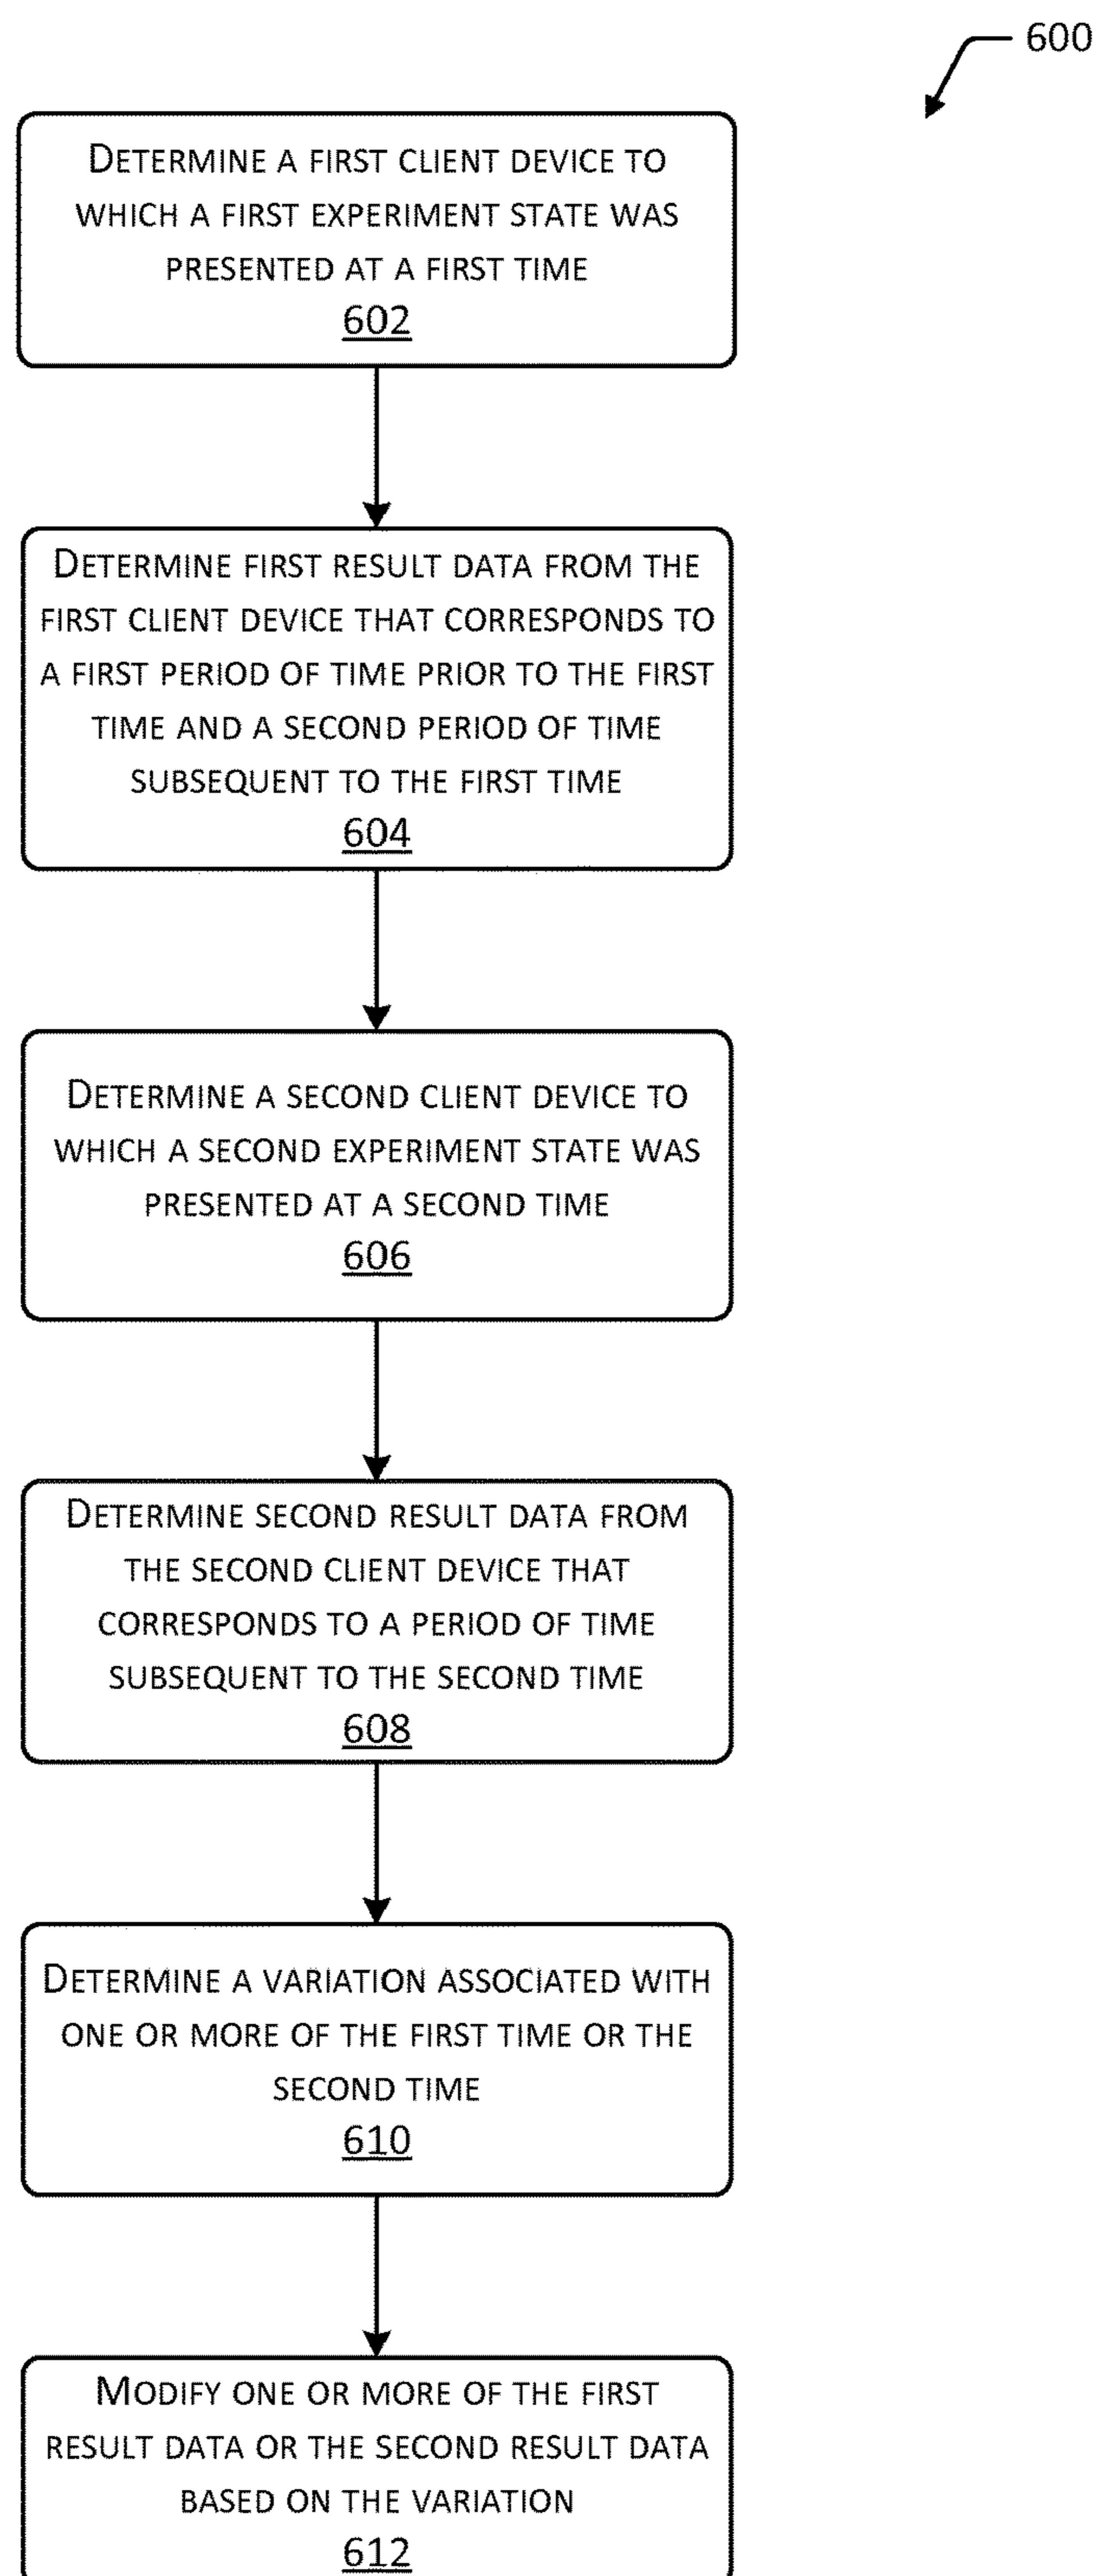 600
DETERMINE A FIRST CLIENT DEVICE TO
WHICH A FIRST EXPERIMENT STATE WAS
PRESENTED AT A FIRST TIME
602
DETERMINE FIRST RESULT DATA FROM THE
FIRST CLIENT DEVICE THAT CORRESPONDS TO
A FIRST PERIOD OF TIME PRIOR TO THE FIRST
TIME AND A SECOND PERIOD OF TIME
SUBSEQUENT TO THE FIRST TIME
604
DETERMINE A SECOND CLIENT DEVICE TO
WHICH A SECOND EXPERIMENT STATE WAS
PRESENTED AT A SECOND TIME
606
DETERMINE SECOND RESULT DATA FROM
THE SECOND CLIENT DEVICE THAT
CORRESPONDS TO A PERIOD OF TIME
SUBSEQUENT TO THE SECOND TIME
608
DETERMINE A VARIATION ASSOCIATED WITH
ONE OR MORE OF THE FIRST TIME OR THE
SECOND TIME
610
MODIFY ONE OR MORE OF THE FIRST
RESULT DATA OR THE SECOND RESULT DATA
BASED ON THE VARIATION
612